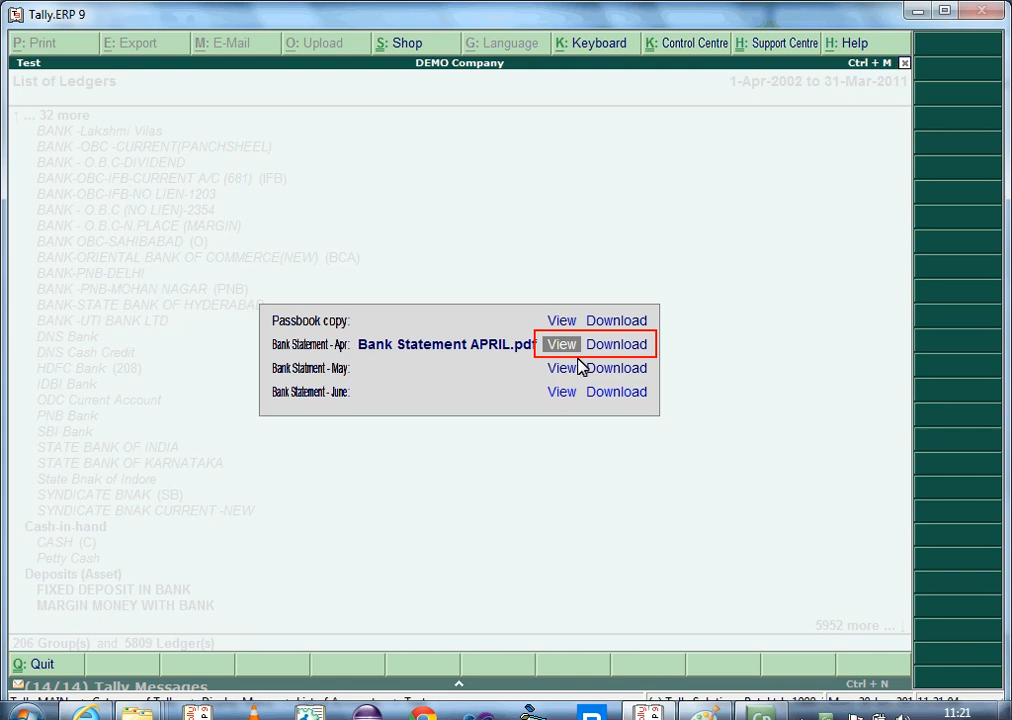 Tally.ERP 9
P: Print E: Export M: E-Mail O: Upload S: Shop G: Language K: Keyboard K: Control Centre H: Support Centre H: Help
Test DEMO Company Ctrl + M
List of Ledgers 1-Apr-2002 to 31-Mar-2011
↑ ... 32 more
BANK -Lakshmi Vilas
BANK -OBC -CURRENT(PANCHSHEEL)
BANK - O.B.C-DIVIDEND
BANK-OBC-IFB-CURRENT A/C (681) (IFB)
BANK-OBC-IFB-NO LIEN-1203
BANK - O.B.C (NO LIEN)-2354
BANK - O.B.C-N.PLACE (MARGIN)
BANK OBC-SAHIBABAD (O)
BANK-ORIENTAL BANK OF COMMERCE(NEW) (BCA)
BANK-PNB-DELHI
BANK -PNB-MOHAN NAGAR (PNB)
BANK-STATE BANK OF HYDERABAD
BANK -UTI BANK LTD
DNS Bank
DNS Cash Credit
HDFC Bank (208)
IDBI Bank
ODC Current Account
PNB Bank
SBI Bank
STATE BANK OF INDIA
STATE BANK OF KARNATAKA
State Bnak of Indore
SYNDICATE BNAK (SB)
SYNDICATE BNAK CURRENT -NEW
Cash-in-hand
CASH (C)
Petty Cash
Deposits (Asset)
FIXED DEPOSIT IN BANK
MARGIN MONEY WITH BANK
5952 more ... ↓
206 Group(s) and 5809 Ledger(s)
Passbook copy: View Download
Bank Statement - Apr: Bank Statement APRIL.pdf View Download
Bank Statment - May: View Download
Bank Statement - June: View Download
Q: Quit
(14/14) Tally Messages Ctrl + N
11:21